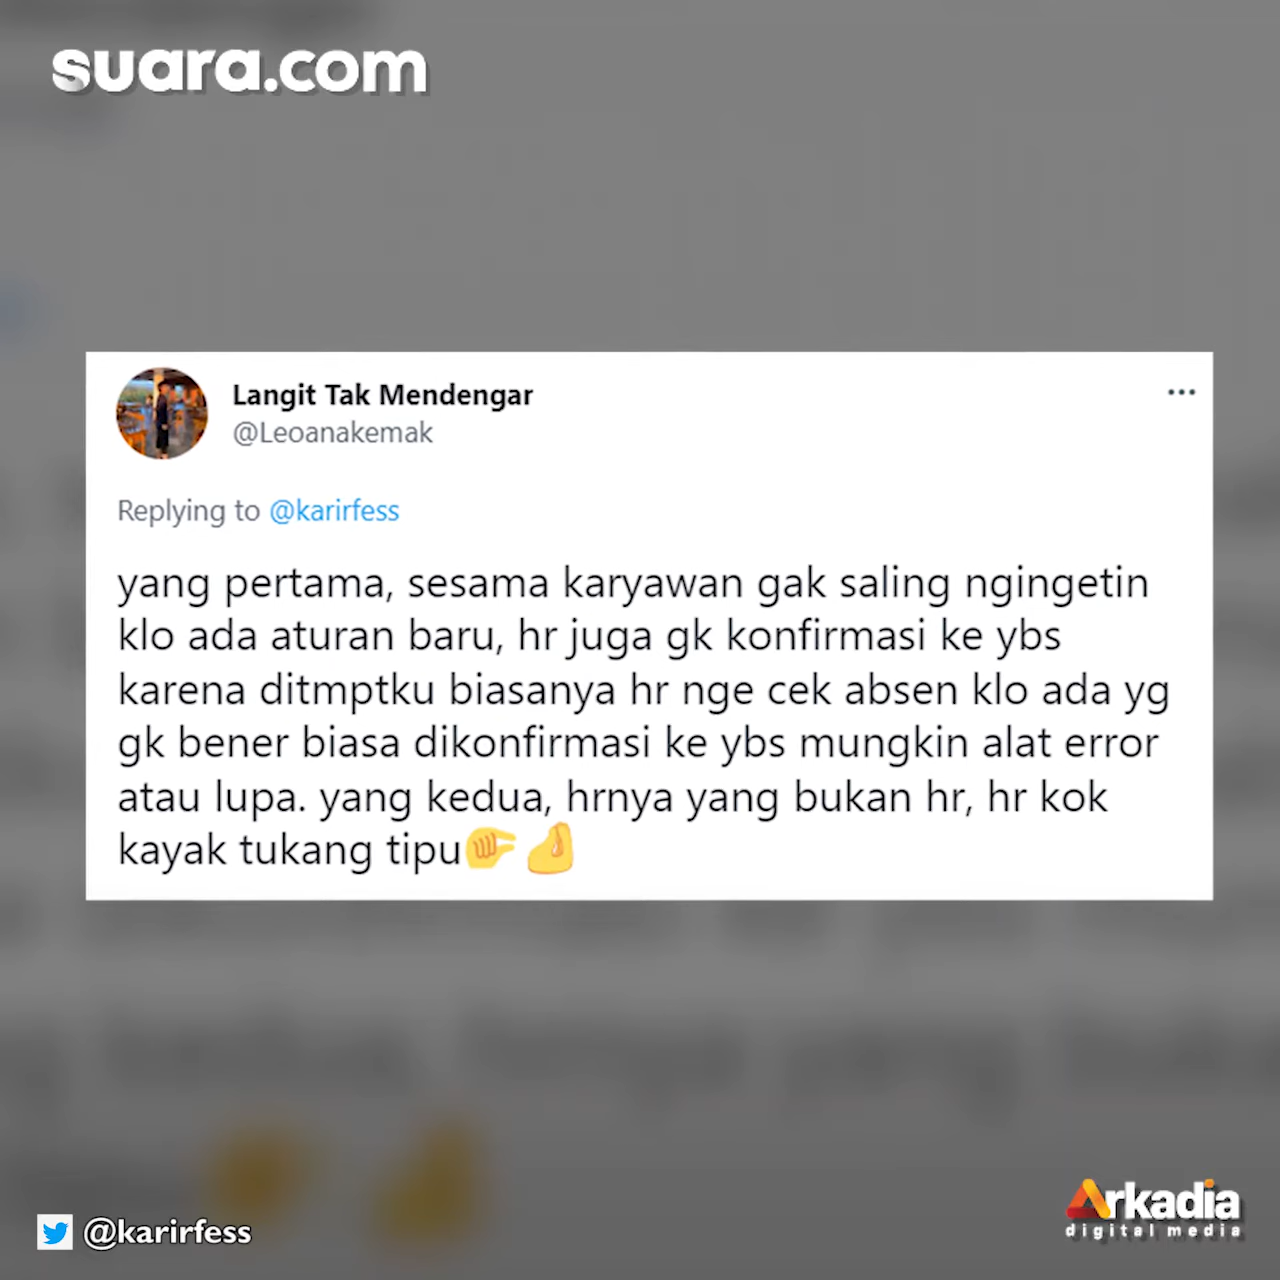 suara.com
Langit Tak Mendengar
@Leoanakemak
Replying to @karirfess
yang pertama, sesama karyawan gak saling ngingetin
klo ada aturan baru, hr juga gk konfirmasi ke ybs
karena ditmptku biasanya hr nge cek absen klo ada yg
gk bener biasa dikonfirmasi ke ybs mungkin alat error
atau lupa. yang kedua, hrnya yang bukan hr, hr kok
kayak tukang tipu🫱🫲
@karirfess
Arkadia
digital media